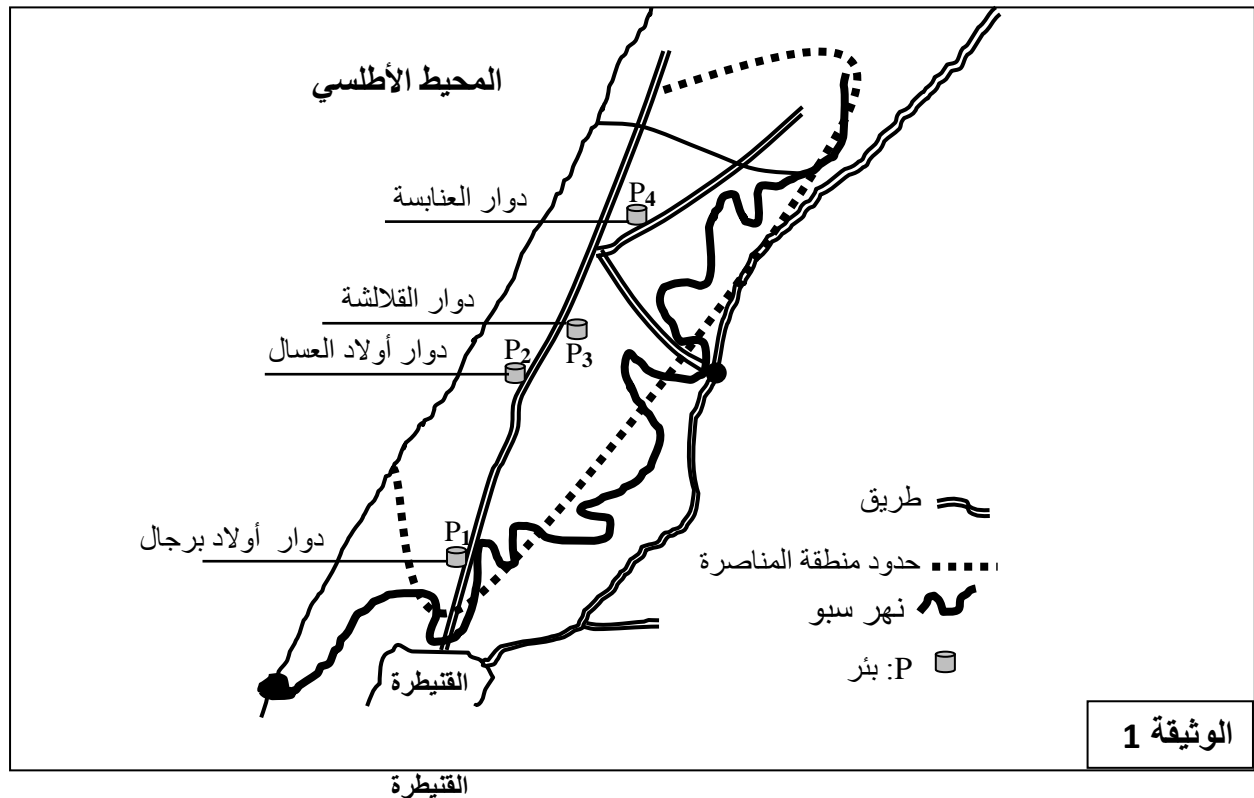 المحيط الأطلسي
دوار العنابسة
P4
دوار القلالشة
P3
دوار أولاد العسال
P2
دوار أولاد برجال
P1
طريق
حدود منطقة المناصرة
نهر سبو
P: بئر
القنيطرة
الوثيقة 1
القنيطرة